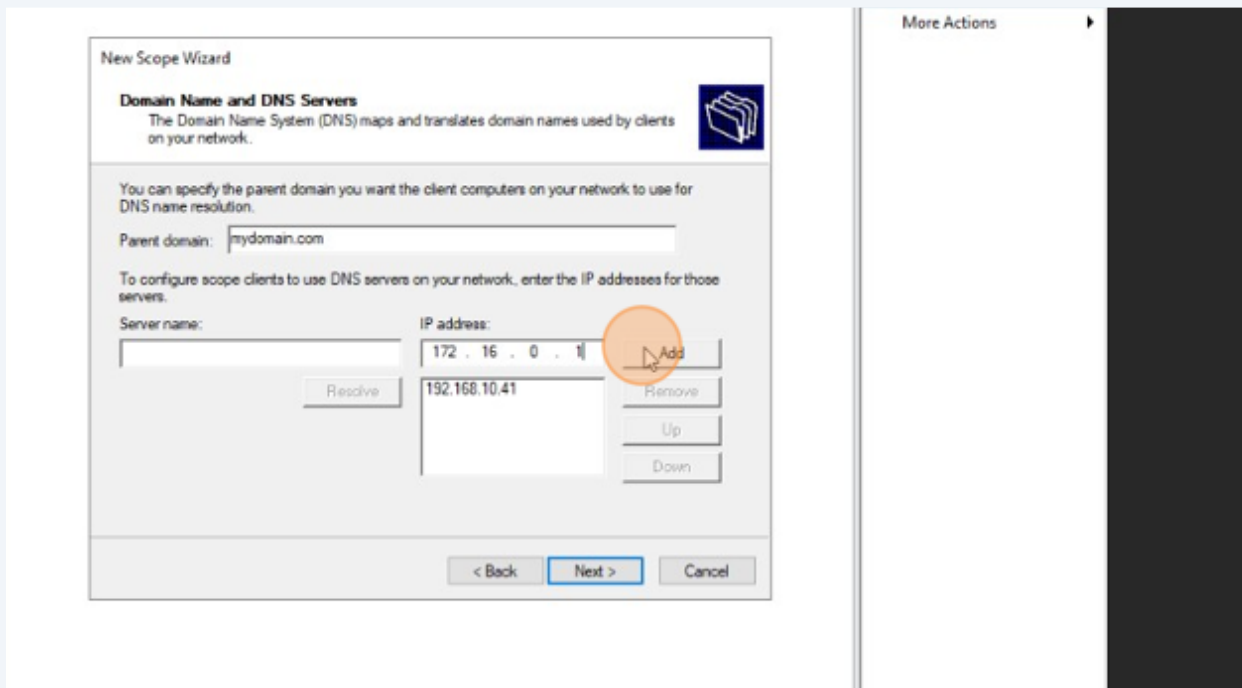 More Actions
New Scope Wizard
Domain Name and DNS Servers
The Domain Name System (DNS) maps and translates domain names used by clients
on your network.
You can specify the parent domain you want the client computers on your network to use for
DNS name resolution.
Parent domain: mydomain.com
To configure scope clients to use DNS servers on your network, enter the IP addresses for those
servers.
Server name: IP address:
172 . 16 . 0 . 1 Add
Resolve 192.168.10.41 Remove
Up
Down
< Back Next > Cancel